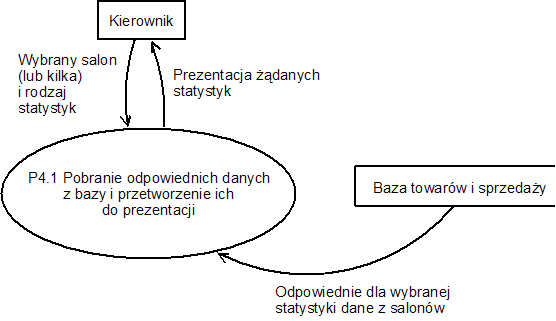 Kierownik
Wybrany salon
(lub kilka)
i rodzaj
statystyk
Prezentacja żądanych
statystyk
P4.1 Pobranie odpowiednich danych
z bazy i przetworzenie ich
do prezentacji
Baza towarów i sprzedaży
Odpowiednie dla wybranej
statystyki dane z salonów